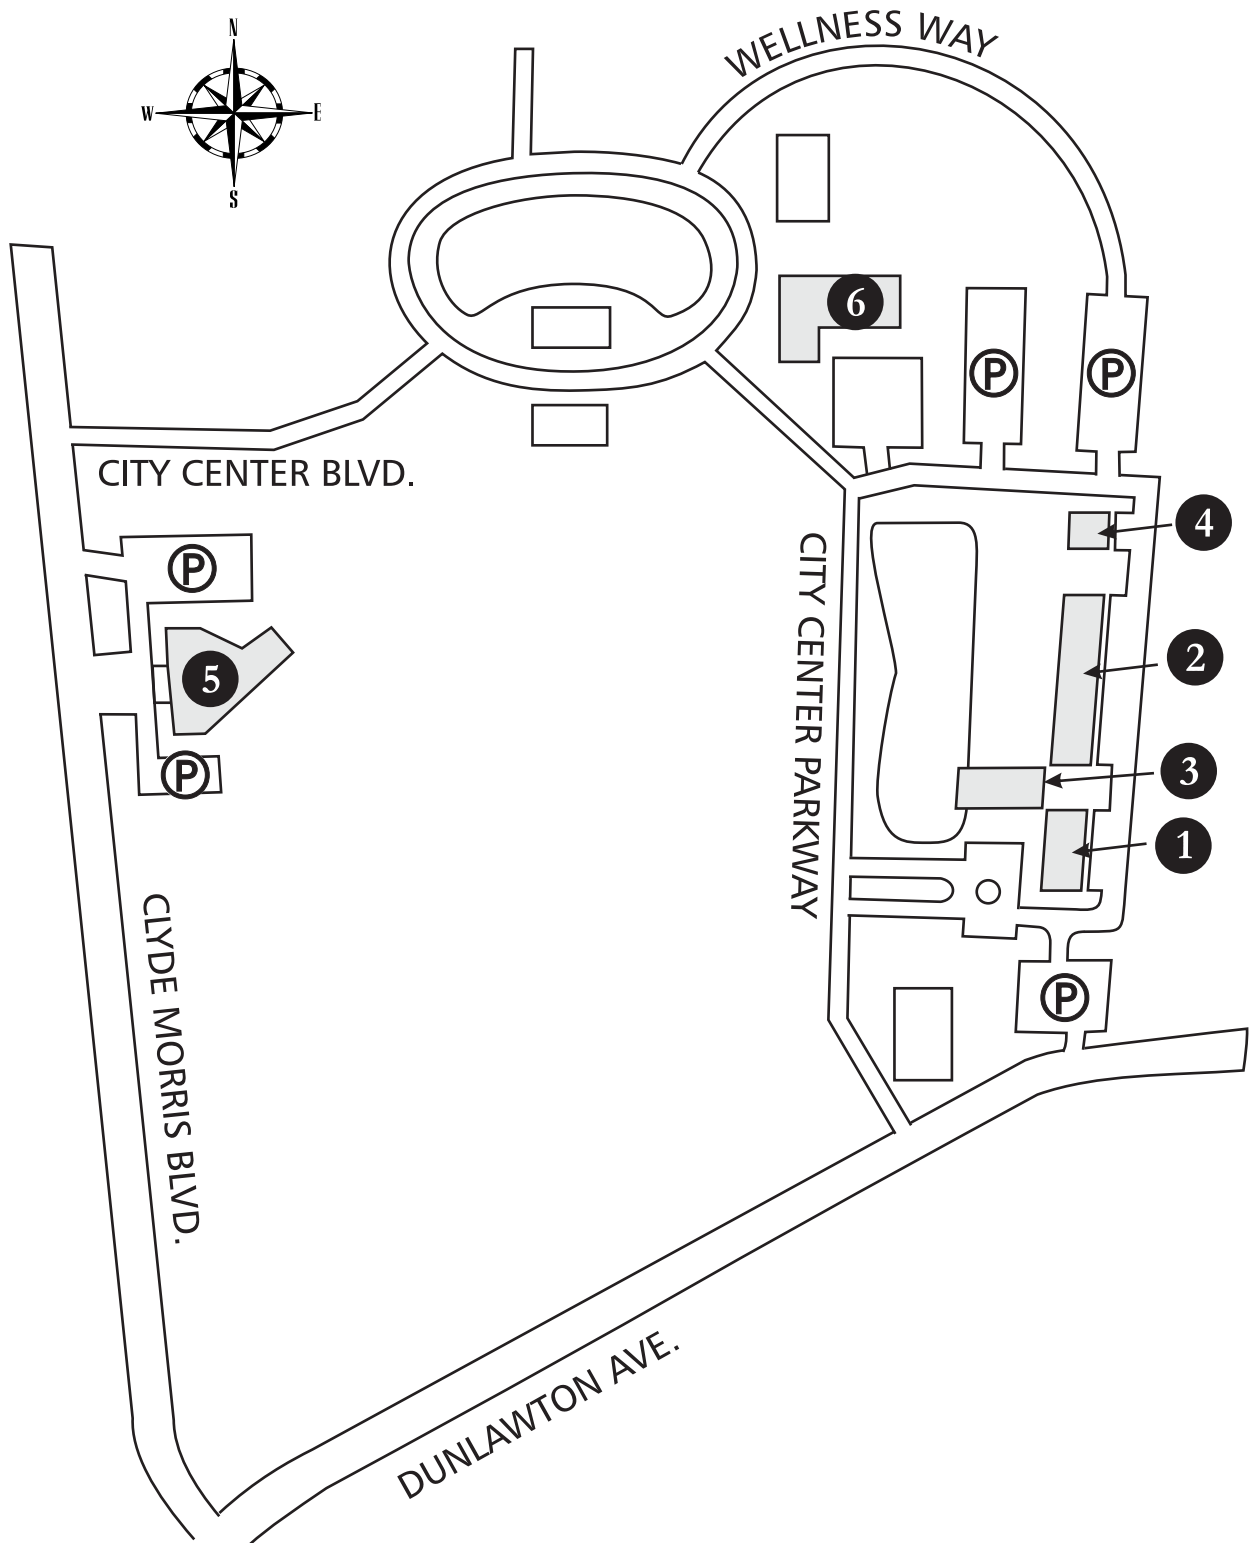 WELLNESS WAY
N
W E
S
6
P P
CITY CENTER BLVD.
4
P
CITY CENTER PARKWAY
2
5
3
P
1
CLYDE MORRIS BLVD.
P
DUNLAWTON AVE.